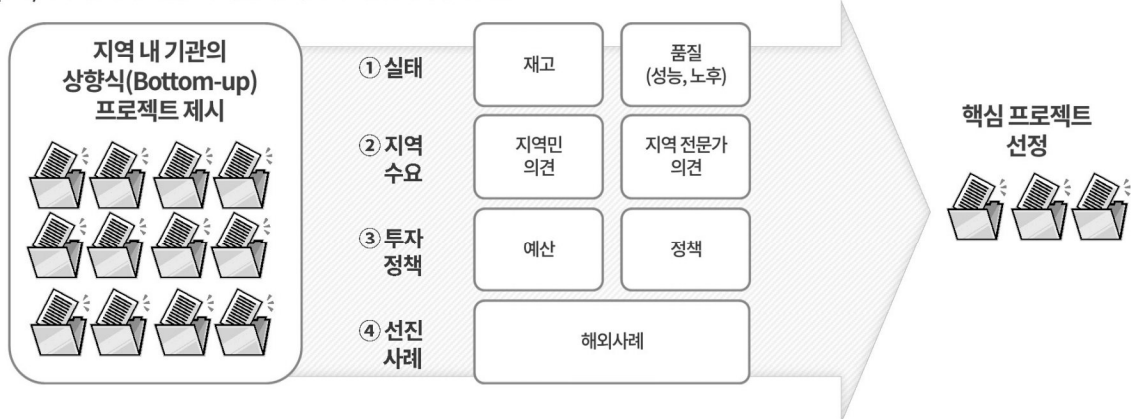 지역 내 기관의
상향식(Bottom-up)
프로젝트 제시
① 실태
재고
품질
(성능, 노후)
② 지역
수요
지역민
의견
지역 전문가
의견
③ 투자
정책
예산
정책
④ 선진
사례
해외사례
핵심 프로젝트
선정